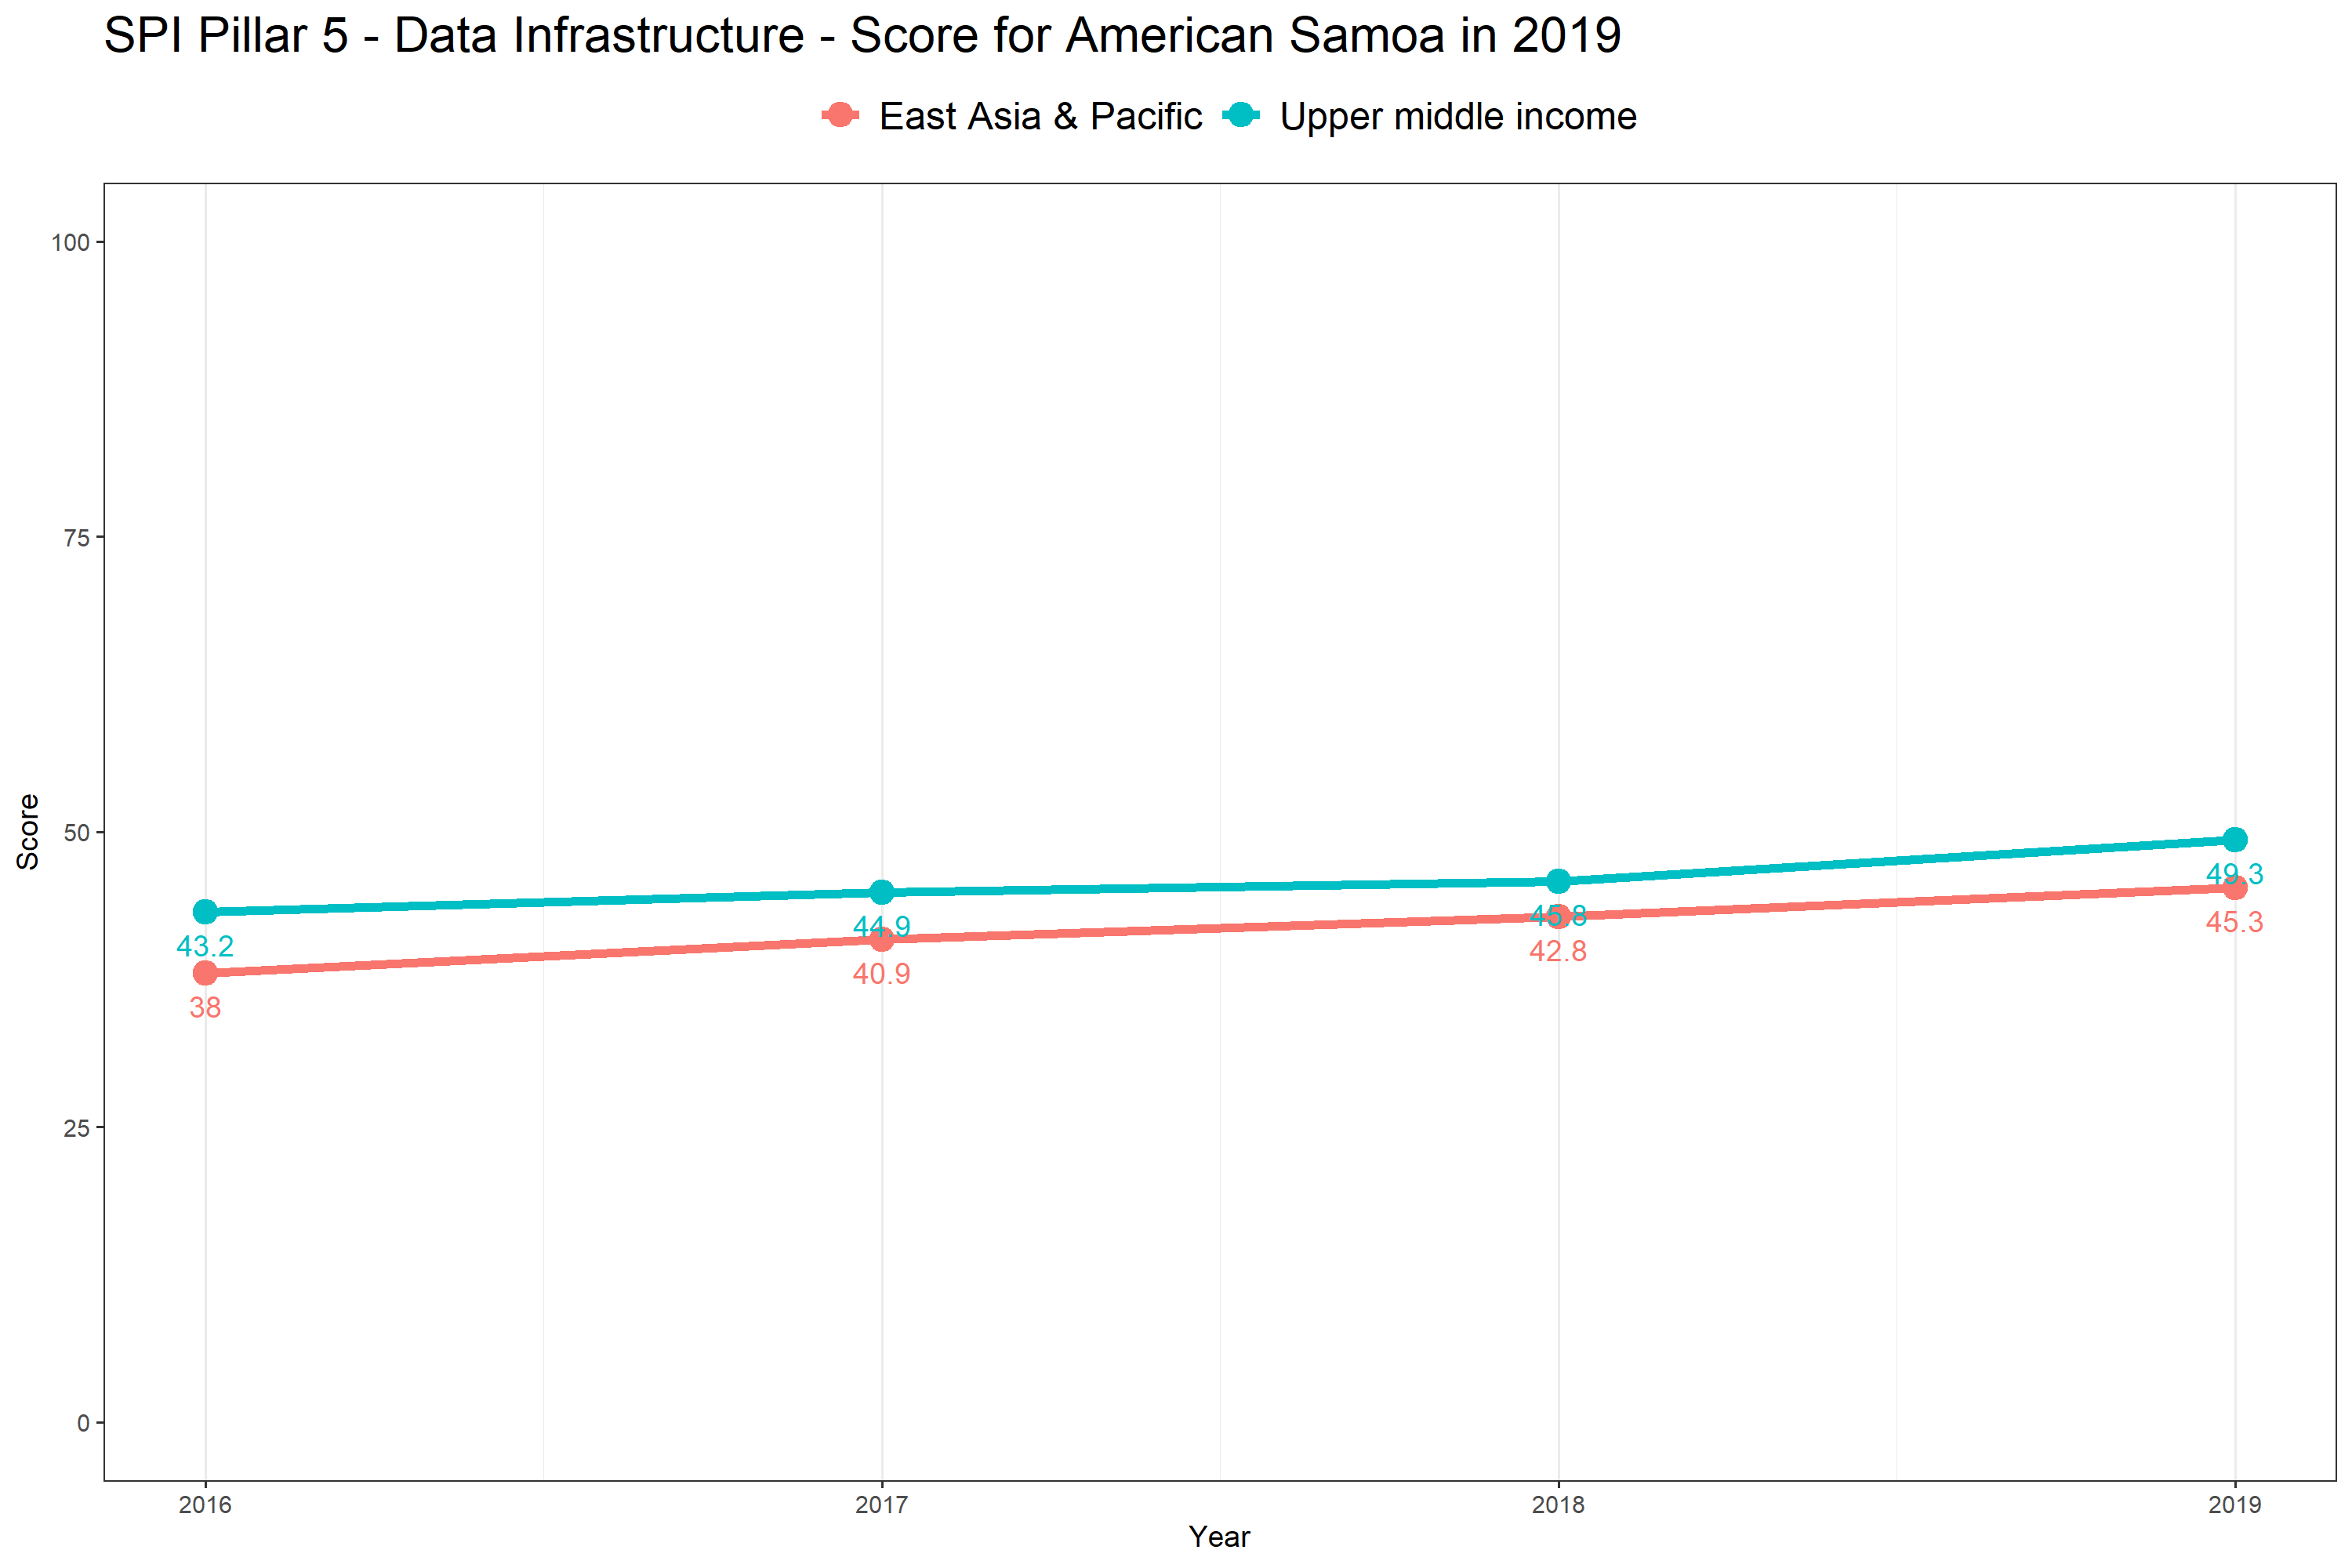 SPI Pillar 5 - Data Infrastructure - Score for American Samoa in 2019
East Asia & Pacific Upper middle income
100
75
50
25
0
Score
43.2
38
44.9
40.9
45.8
42.8
49.3
45.3
2016 2017 2018 2019
Year